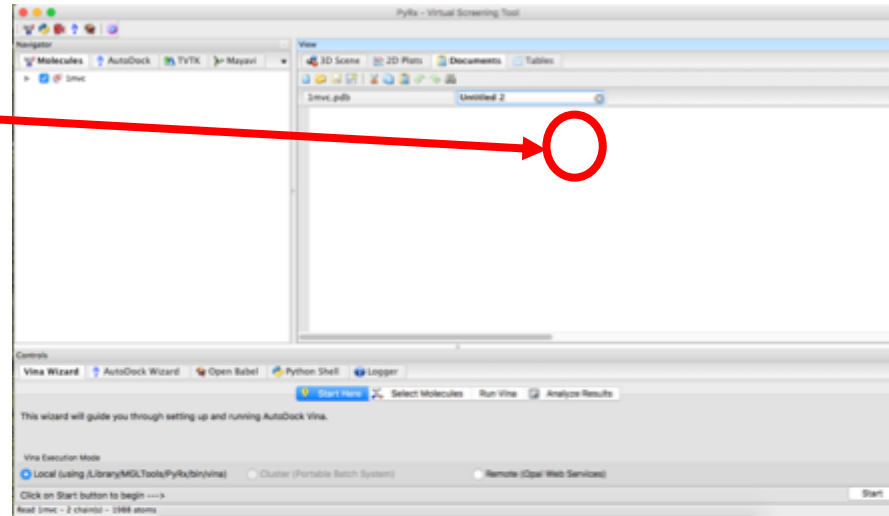 PyRx - Virtual Screening Tool
Navigator
View
Molecules AutoDock TVTK Mayavi
3D Scene 2D Plots Documents Tables
1mvc
1mvc.pdb Untitled 2
Controls
Vina Wizard AutoDock Wizard Open Babel Python Shell Logger
Start Here Select Molecules Run Vina Analyze Results
This wizard will guide you through setting up and running AutoDock Vina.
Vina Execution Mode
Local (using /Library/MGLTools/PyRx/bin/vina) Cluster (Portable Batch System) Remote (Opal Web Services)
Click on Start button to begin --->
Start
Read 1mvc - 2 chain(s) - 1988 atoms